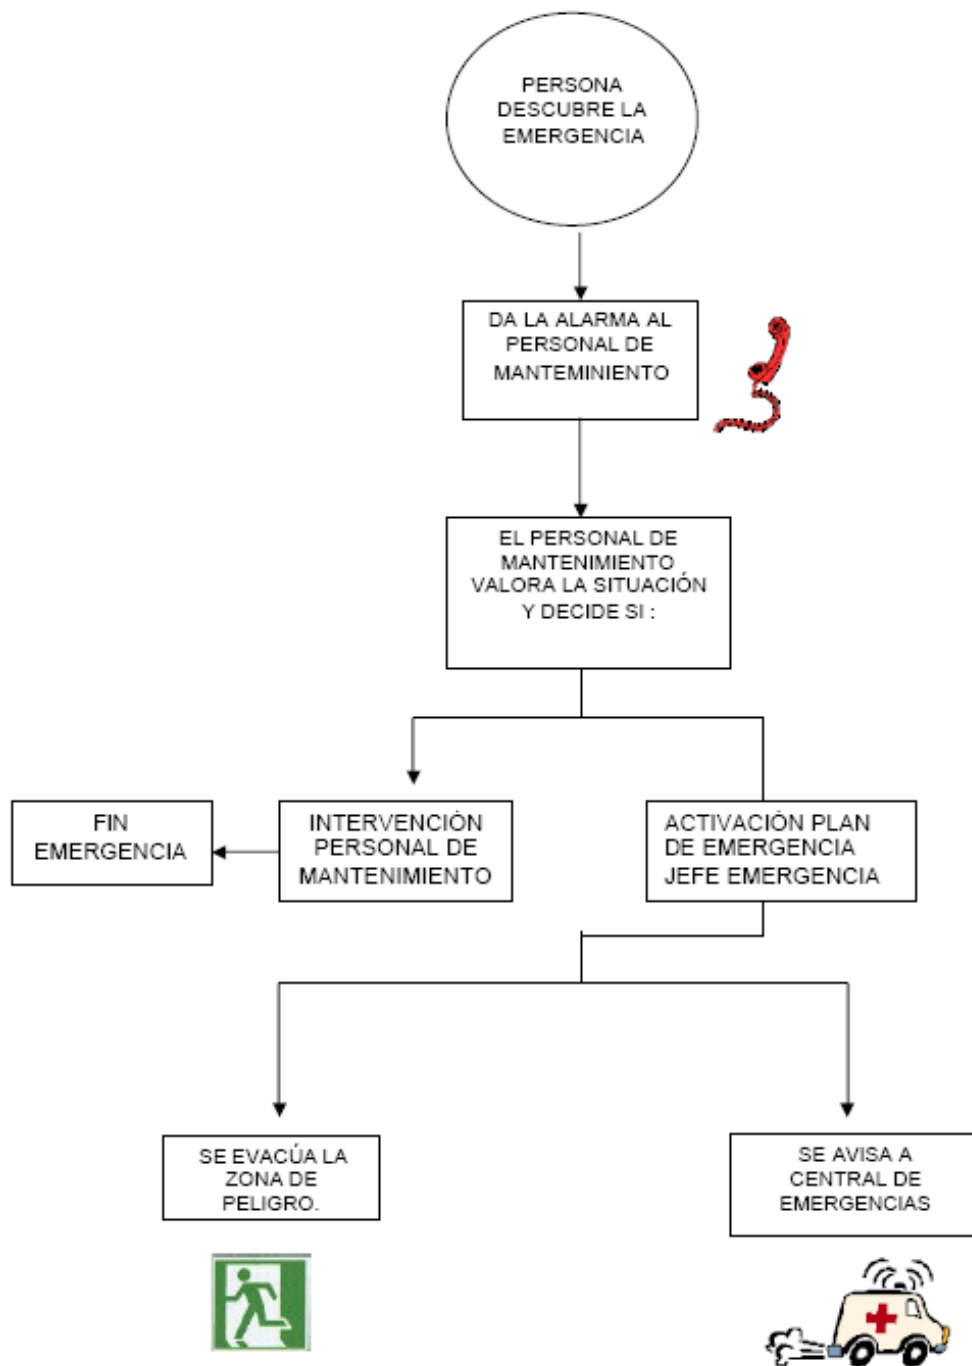 PERSONA
DESCUBRE LA
EMERGENCIA
DA LA ALARMA AL
PERSONAL DE
MANTEMINIENTO
EL PERSONAL DE
MANTENIMIENTO
VALORA LA SITUACIÓN
Y DECIDE SI :
FIN
EMERGENCIA
INTERVENCIÓN
PERSONAL DE
MANTENIMIENTO
ACTIVACIÓN PLAN
DE EMERGENCIA
JEFE EMERGENCIA
SE EVACÚA LA
ZONA DE
PELIGRO.
SE AVISA A
CENTRAL DE
EMERGENCIAS